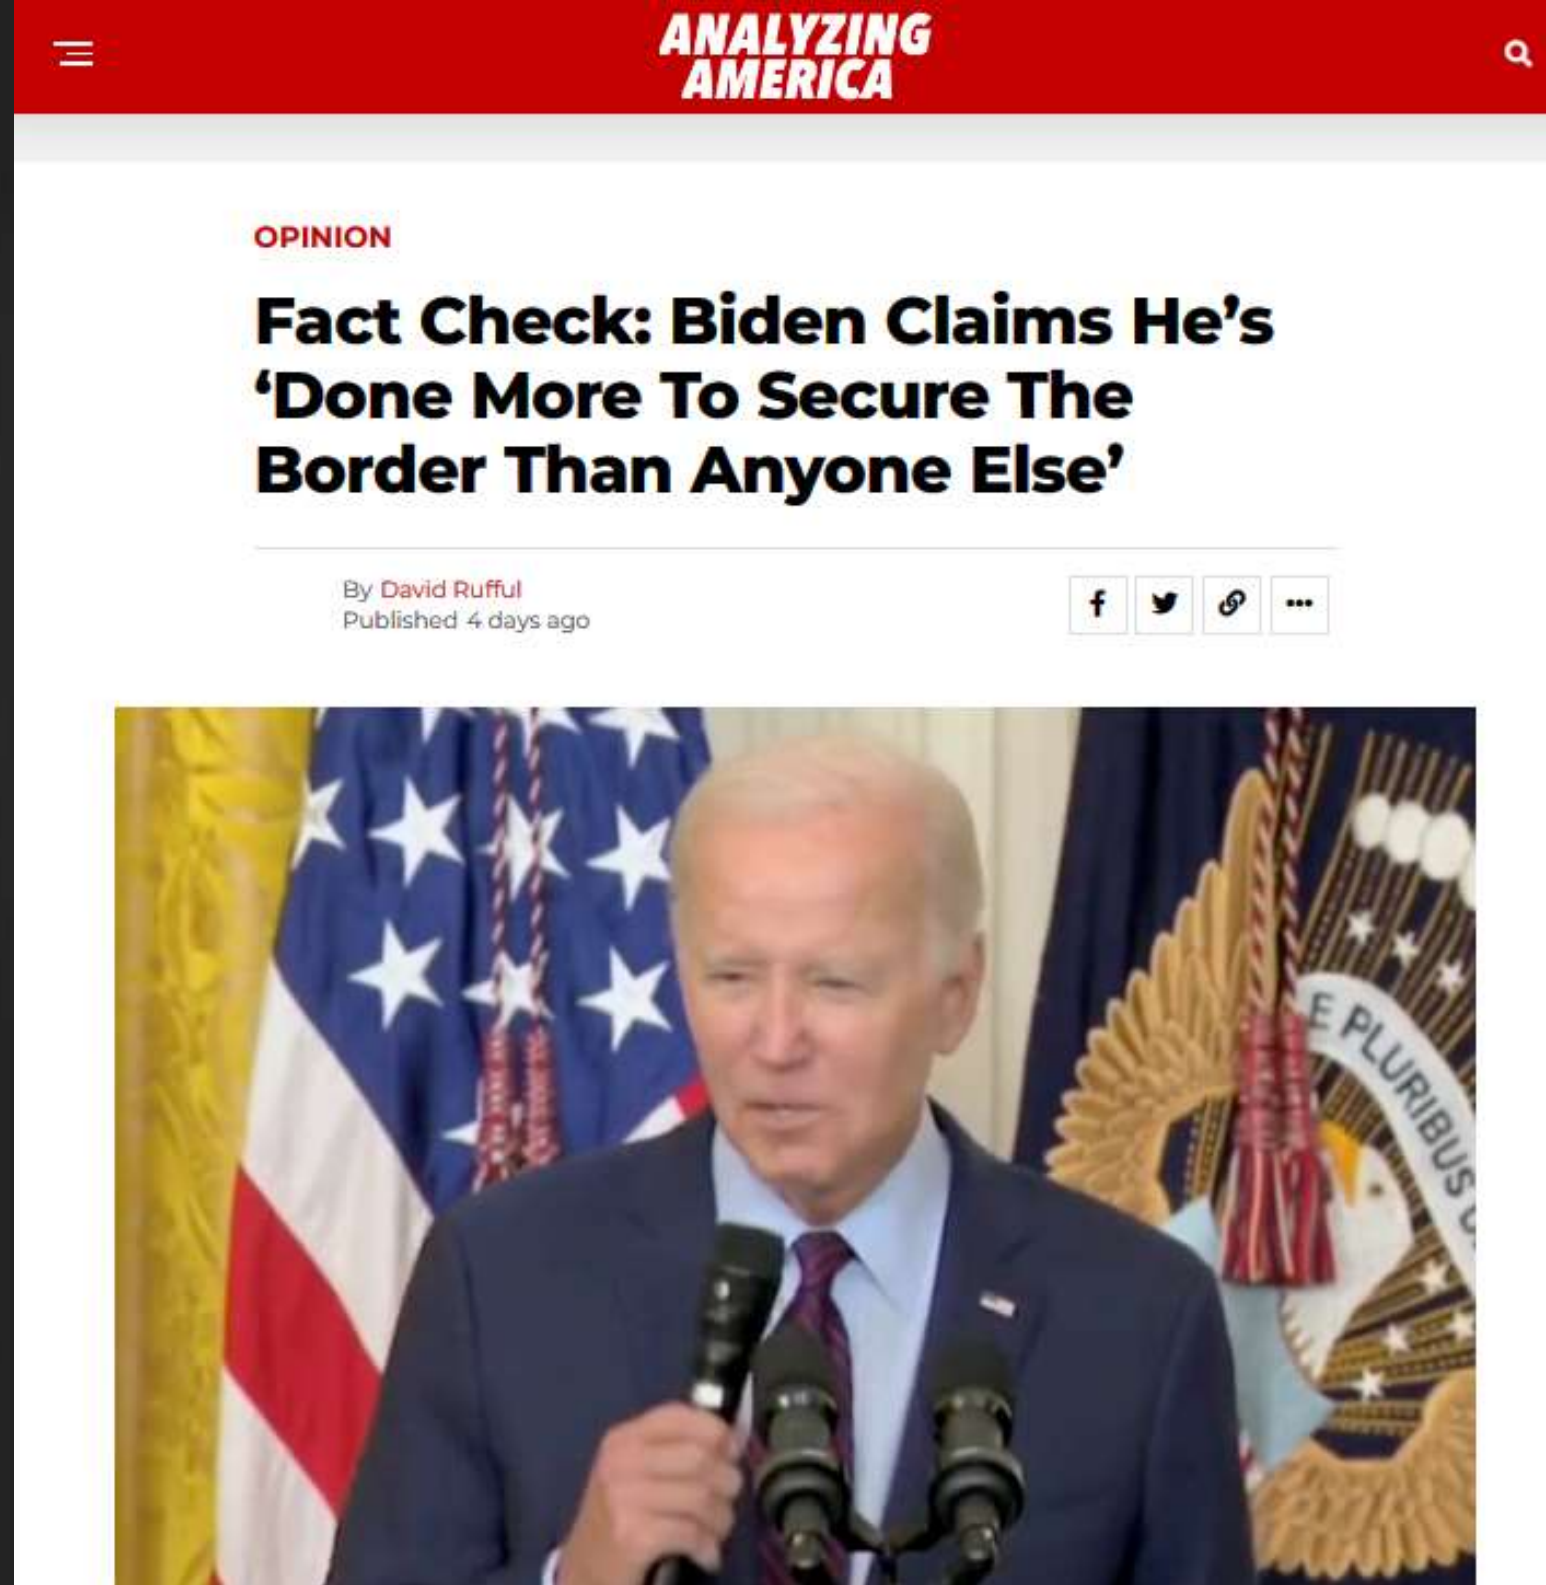 ANALYZING
AMERICA
OPINION
Fact Check: Biden Claims He’s
‘Done More To Secure The
Border Than Anyone Else’
By David Rufful
Published 4 days ago
E PLURIBUS